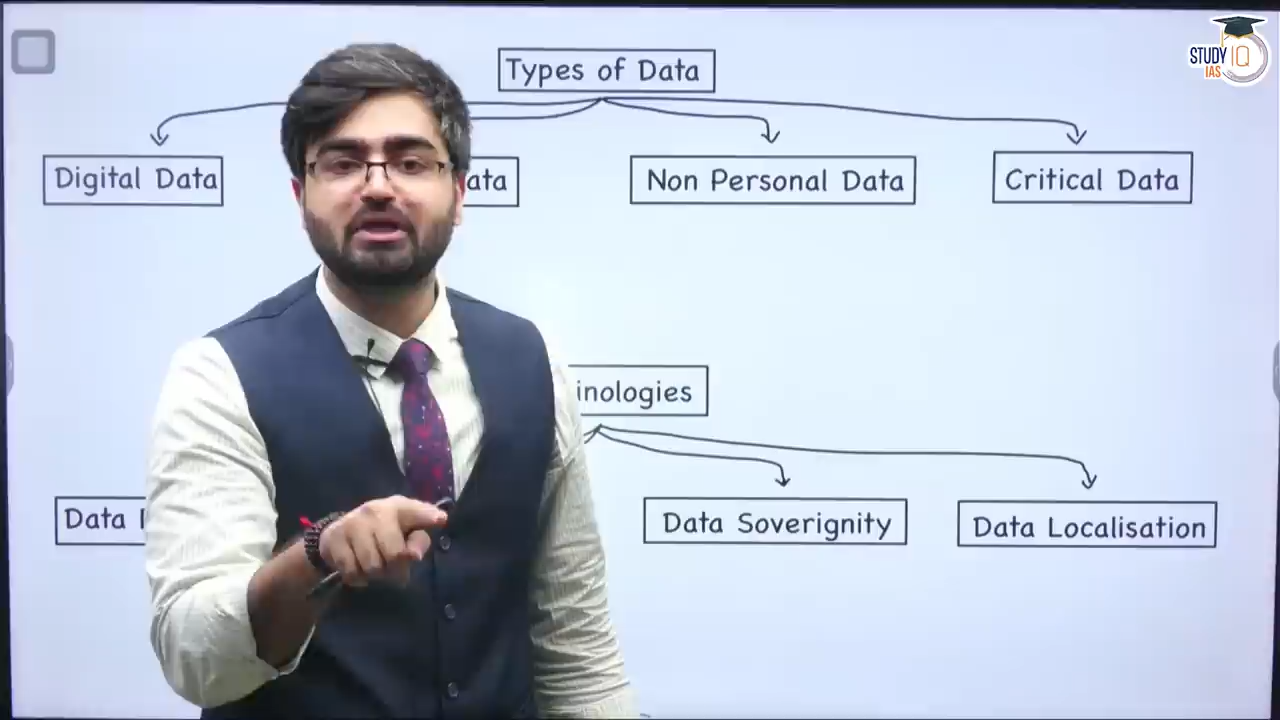 STUDY IQ
IAS
Types of Data
Digital Data
ata
Non Personal Data
Critical Data
inologies
Data
Data Soverignity
Data Localisation